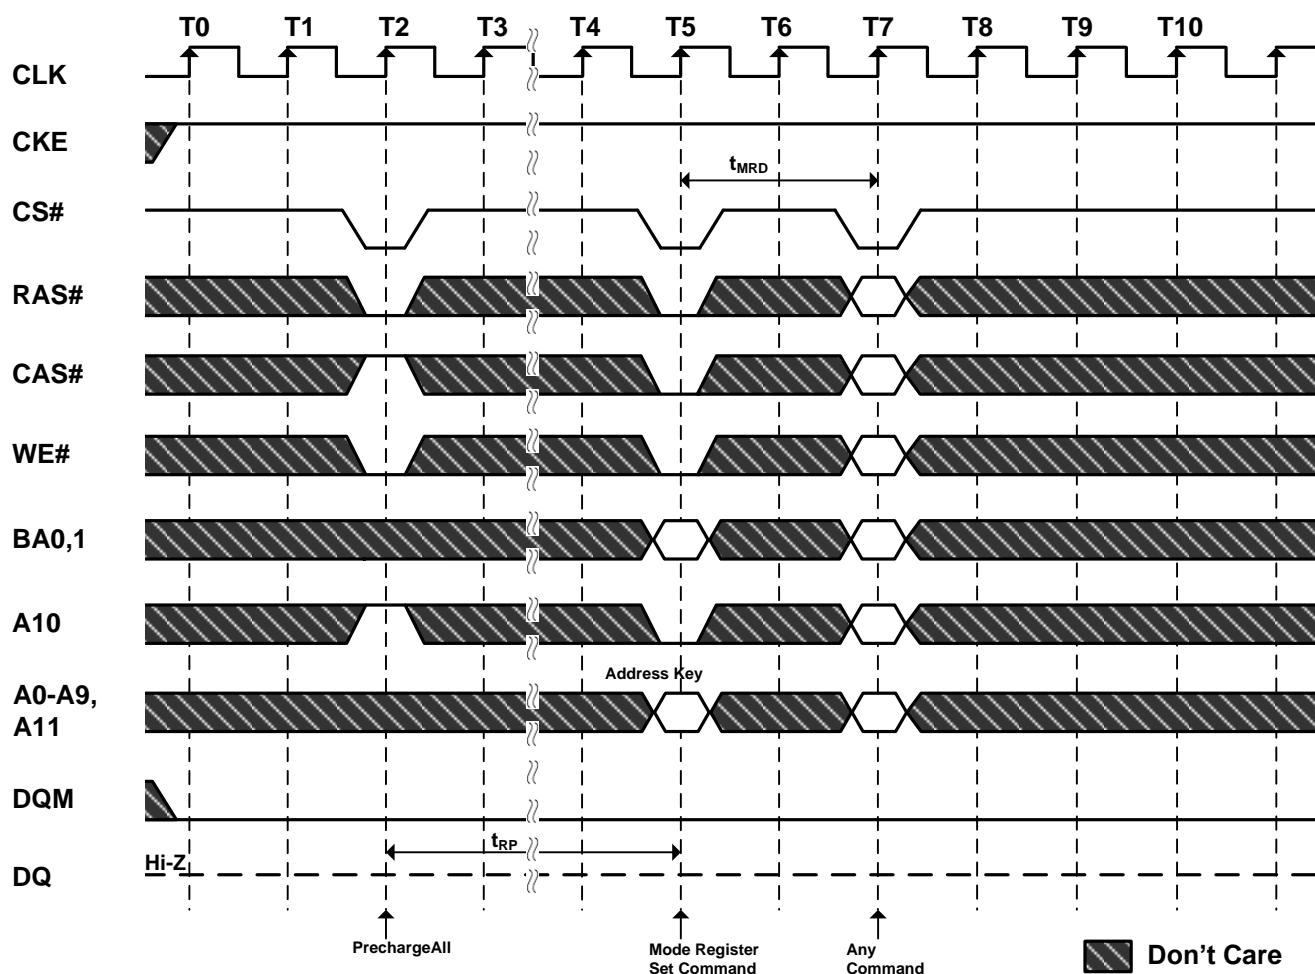 T0 T1 T2 T3 T4 T5 T6 T7 T8 T9 T10
CLK
CKE
tMRD
CS#
RAS#
CAS#
WE#
BA0,1
A10
Address Key
A0-A9,
A11
DQM
tRP
Hi-Z
DQ
PrechargeAll
Mode Register
Set Command
Any
Command
Don't Care